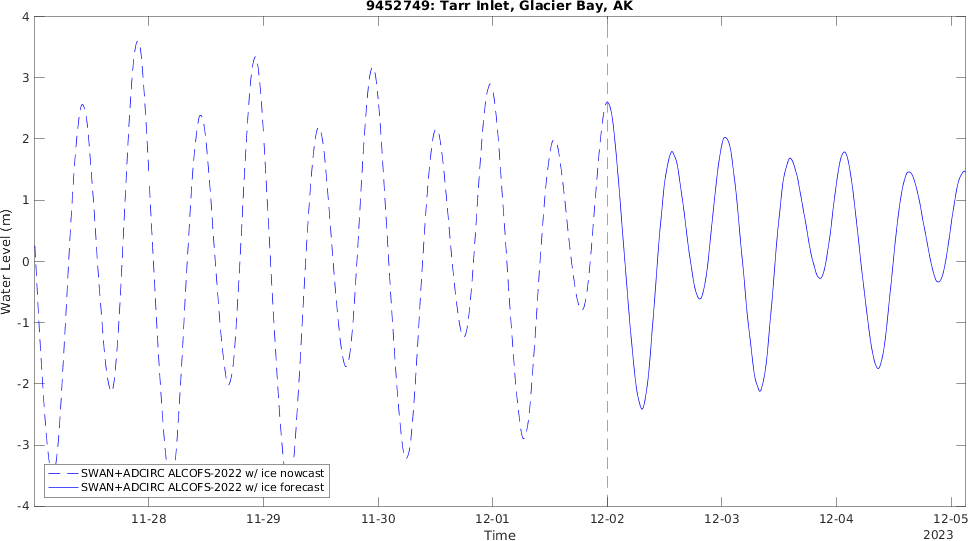 9452749: Tarr Inlet, Glacier Bay, AK
4
3
2
1
0
-1
-2
-3
-4
Water Level (m)
SWAN+ADCIRC ALCOFS-2022 w/ ice nowcast
SWAN+ADCIRC ALCOFS-2022 w/ ice forecast
11-28 11-29 11-30 12-01 12-02 12-03 12-04 12-05
Time
2023